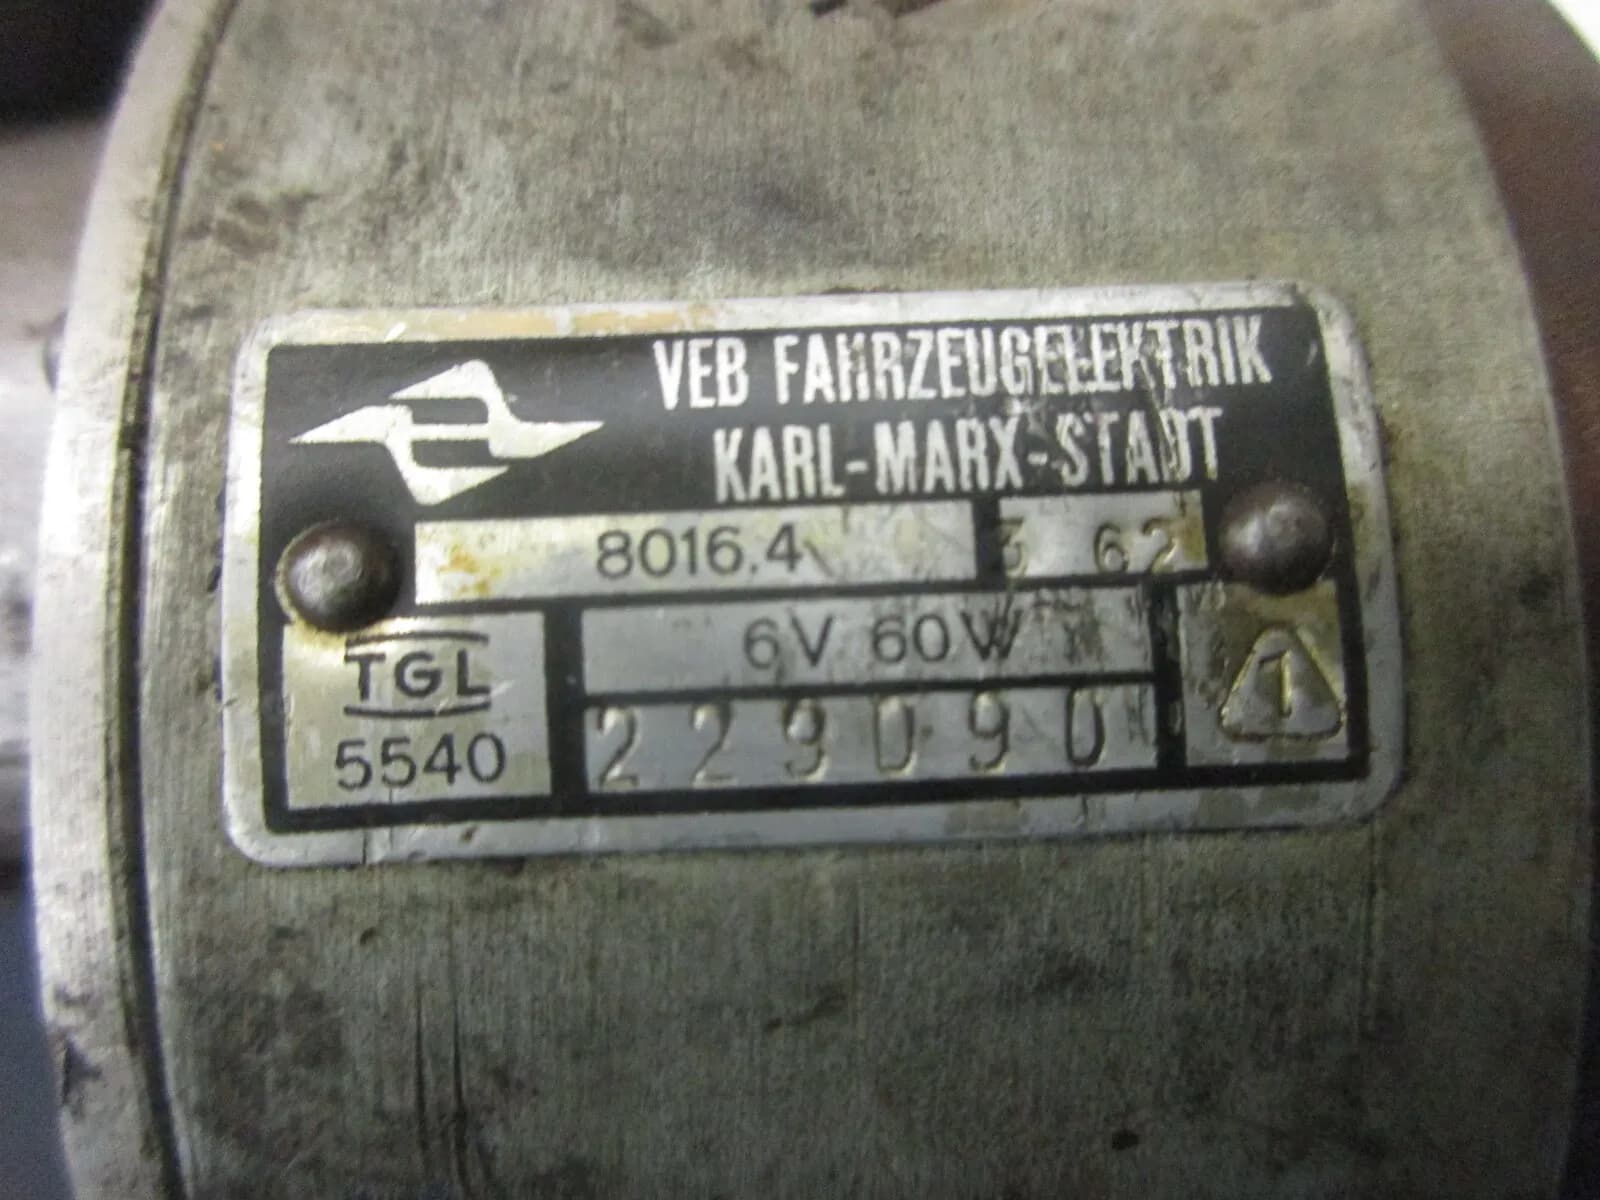 VEB FAHRZEUGELEKTRIK
KARL-MARX-STADT
8016.4 3 62
TGL
5540
6V 60W
229090
1